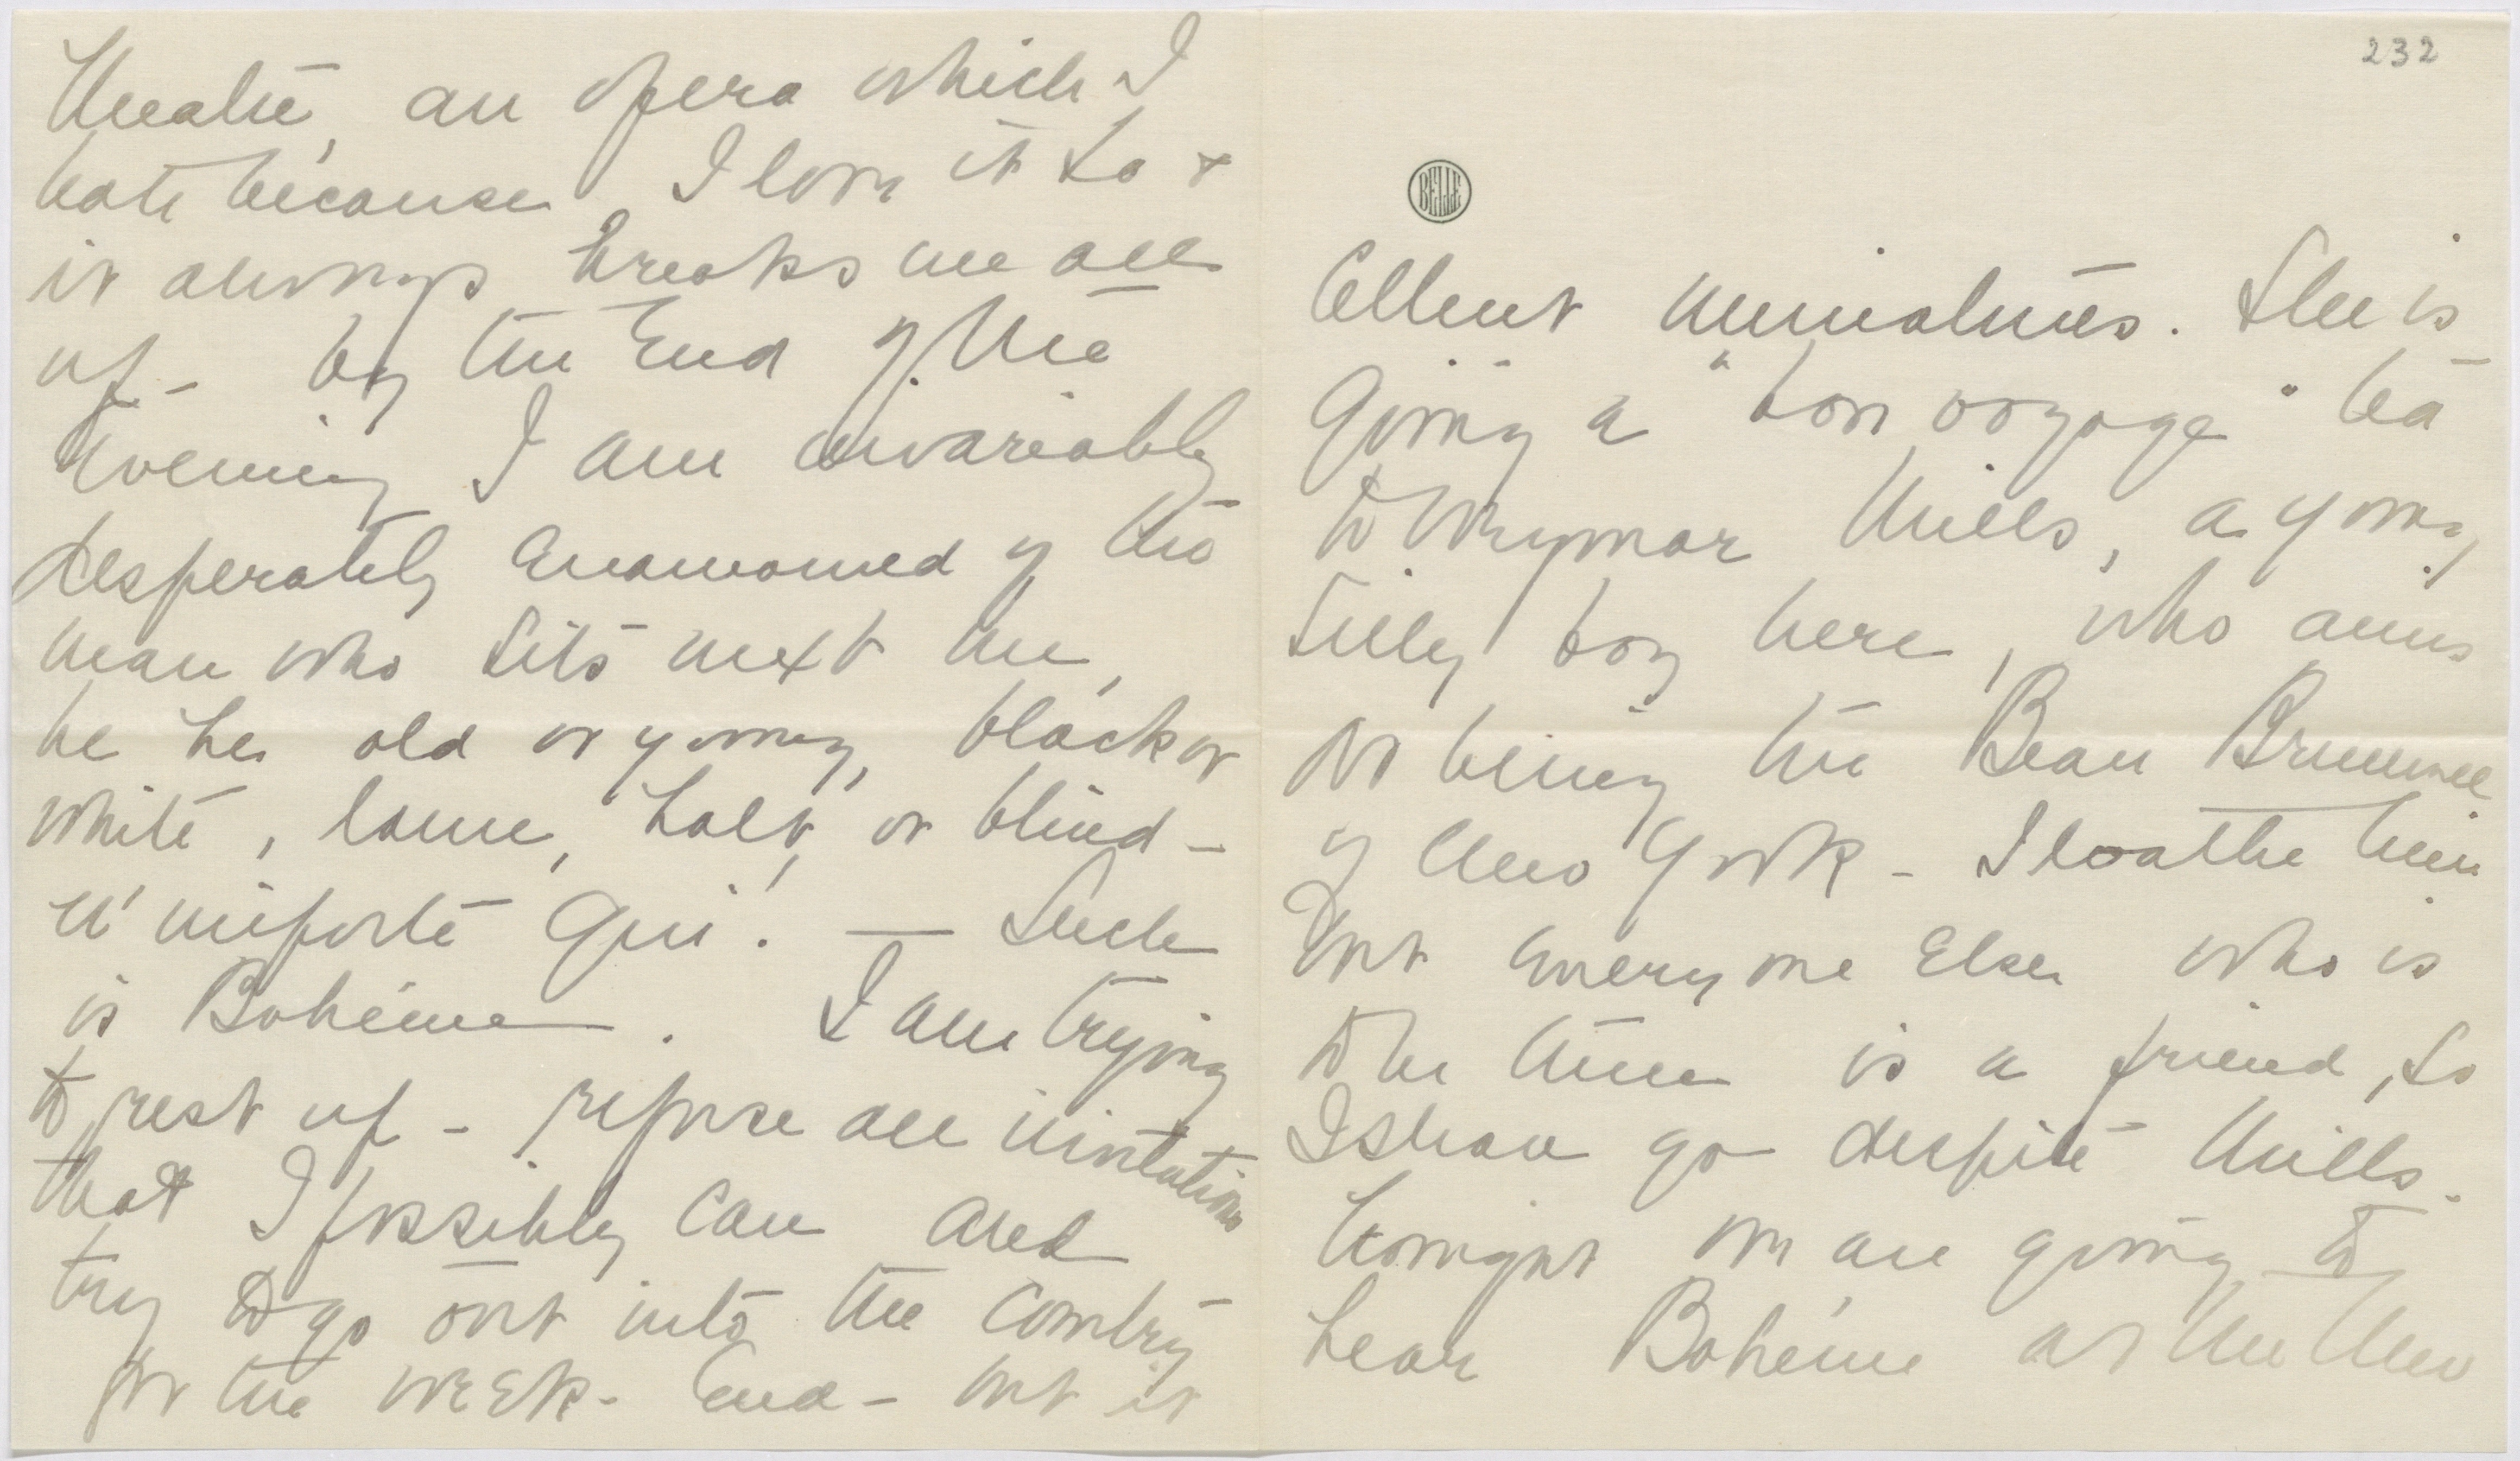 232
BELLE
cellent miniatures. She is
giving a "bon voyage" tea
to Weymar Mills, a young
silly boy here, who aims
at being the Beau Brummel
of New York - I loathe him
but every one else who is
to be there is a friend, so
I shall go despite Mills.
Tonight we are going to
hear Bohême at the New
Theatre, an opera which I
hate because I love it so &
it always breaks me all
up - by the end of the
evening I am invariably
desperately enamoured of the
man who sits next me,
be he old or young, black or
white, lame, halt, or blind -
n'importe qui! — Such
is Bohême. I am trying
to rest up - refuse all invitations
that I possibly can and
try to go out into the country
for the week-end - but it